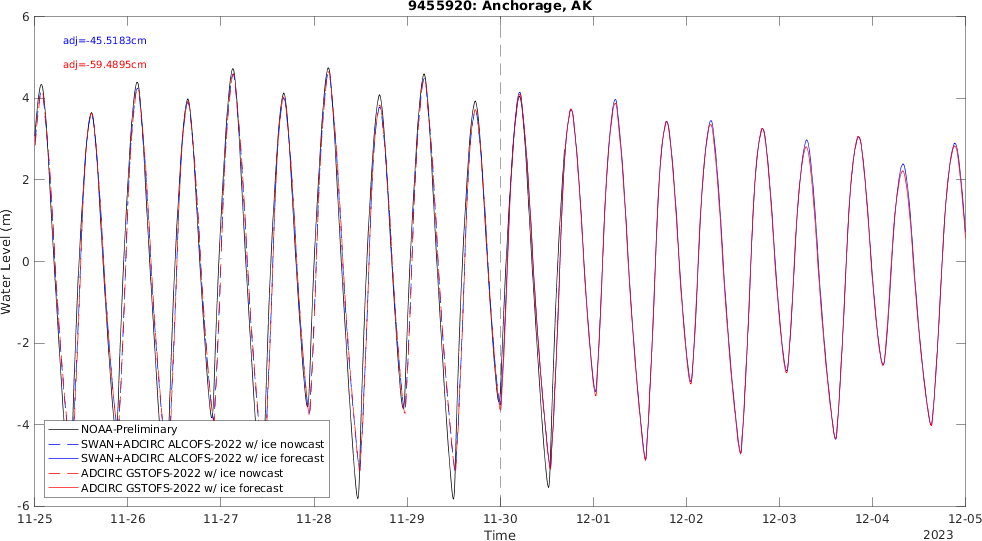 9455920: Anchorage, AK
adj=-45.5183cm
adj=-59.4895cm
6
4
2
0
-2
-4
-6
Water Level (m)
NOAA-Preliminary
SWAN+ADCIRC ALCOFS-2022 w/ ice nowcast
SWAN+ADCIRC ALCOFS-2022 w/ ice forecast
ADCIRC GSTOFS-2022 w/ ice nowcast
ADCIRC GSTOFS-2022 w/ ice forecast
11-25 11-26 11-27 11-28 11-29 11-30 12-01 12-02 12-03 12-04 12-05
Time
2023